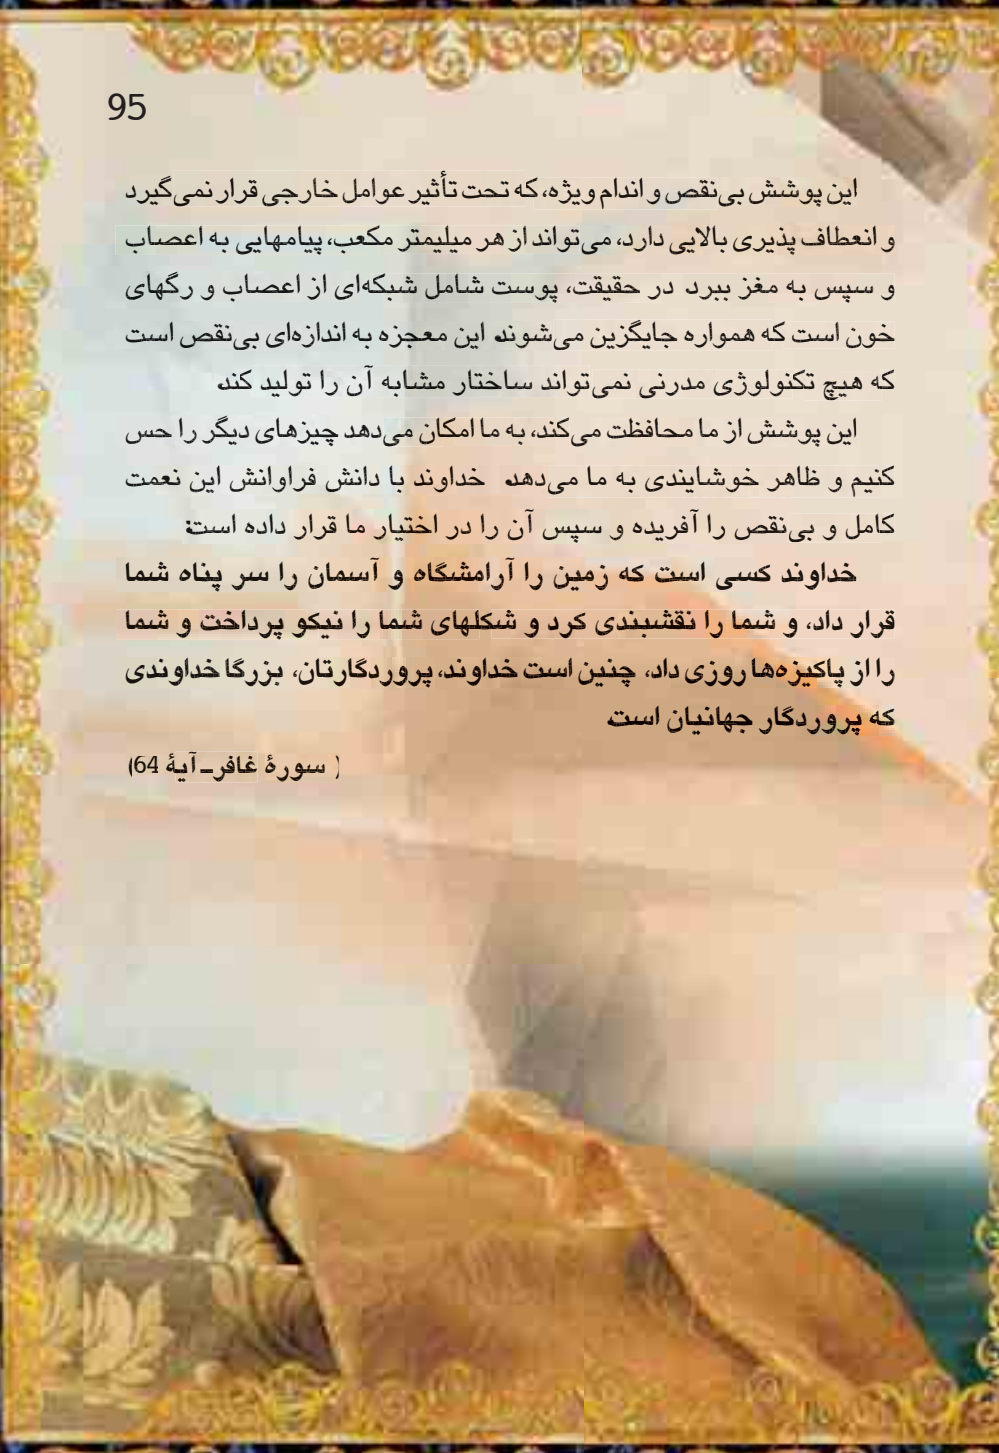 95
این پوشش بی‌نقص و اندام ویژه، که تحت تأثیر عوامل خارجی قرار نمی‌گیرد
و انعطاف پذیری بالایی دارد، می‌تواند از هر میلیمتر مکعب، پیامهایی به اعصاب
و سپس به مغز ببرد. در حقیقت، پوست شامل شبکه‌ای از اعصاب و رگهای
خون است که همواره جایگزین می‌شوند. این معجزه به اندازه‌ای بی‌نقص است
که هیچ تکنولوژی مدرنی نمی‌تواند ساختار مشابه آن را تولید کند.
این پوشش از ما محافظت می‌کند، به ما امکان می‌دهد چیزهای دیگر را حس
کنیم و ظاهر خوشایندی به ما می‌دهد. خداوند با دانش فراوانش این نعمت
کامل و بی‌نقص را آفریده و سپس آن را در اختیار ما قرار داده است:
خداوند کسی است که زمین را آرامشگاه و آسمان را سر پناه شما
قرار داد، و شما را نقشبندی کرد و شکلهای شما را نیکو پرداخت و شما
را از پاکیزه‌ها روزی داد، چنین است خداوند، پروردگارتان، بزرگا خداوندی
که پروردگار جهانیان است.
( سورهٔ غافر ـ آیهٔ 64)